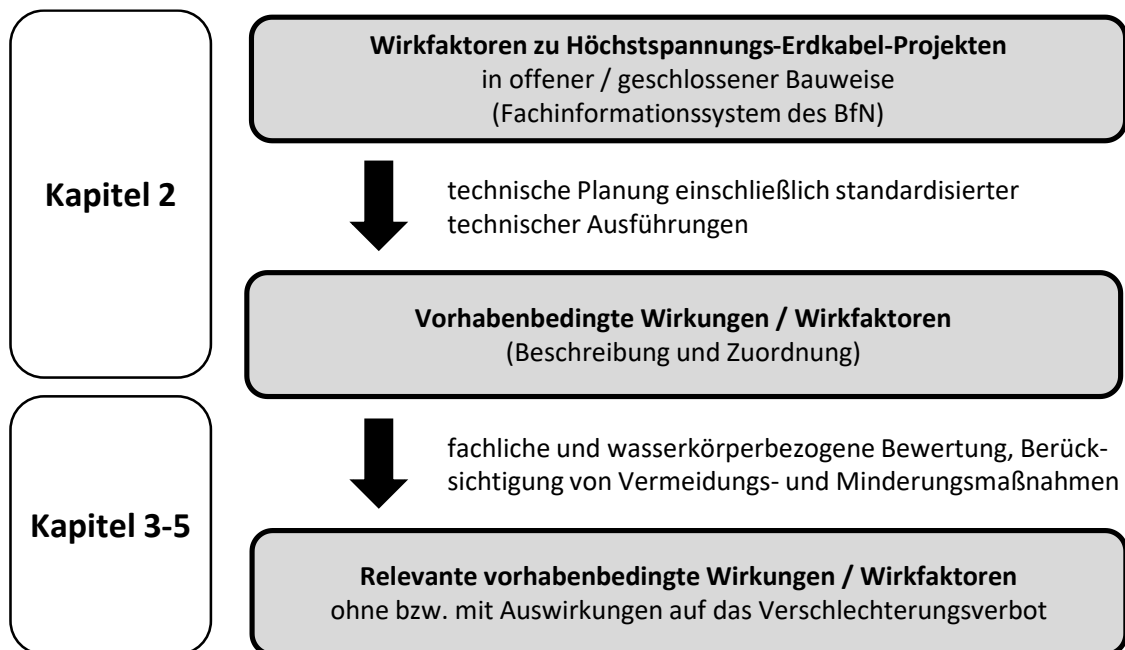 Kapitel 2
Wirkfaktoren zu Höchstspannungs-Erdkabel-Projekten
in offener / geschlossener Bauweise
(Fachinformationssystem des BfN)
technische Planung einschließlich standardisierter
technischer Ausführungen
Vorhabenbedingte Wirkungen / Wirkfaktoren
(Beschreibung und Zuordnung)
Kapitel 3-5
fachliche und wasserkörperbezogene Bewertung, Berück-
sichtigung von Vermeidungs- und Minderungsmaßnahmen
Relevante vorhabenbedingte Wirkungen / Wirkfaktoren
ohne bzw. mit Auswirkungen auf das Verschlechterungsverbot